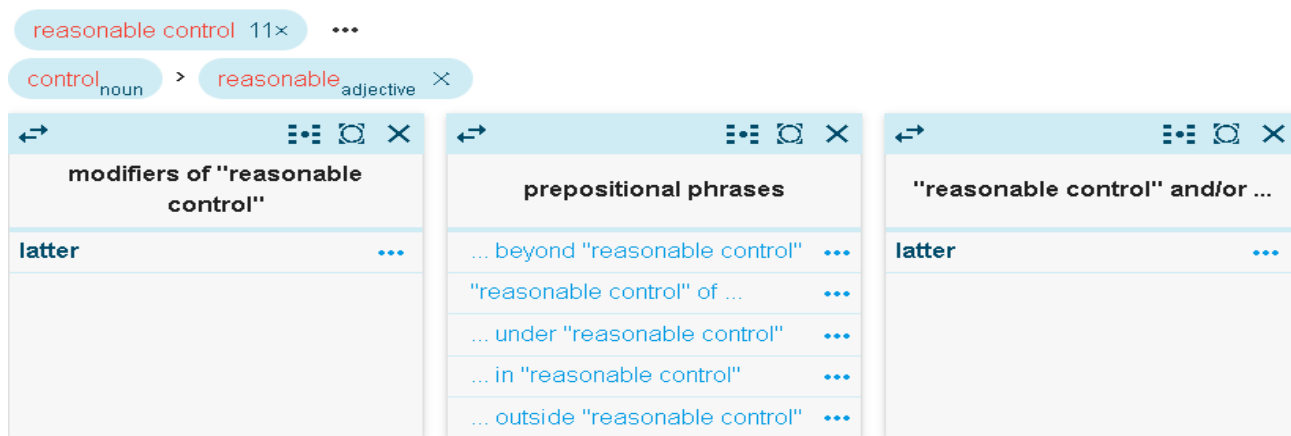 reasonable control 11× •••
control noun > reasonable adjective ×
modifiers of "reasonable
control"
latter •••
prepositional phrases
... beyond "reasonable control" •••
"reasonable control" of ... •••
... under "reasonable control" •••
... in "reasonable control" •••
... outside "reasonable control" •••
"reasonable control" and/or ...
latter •••